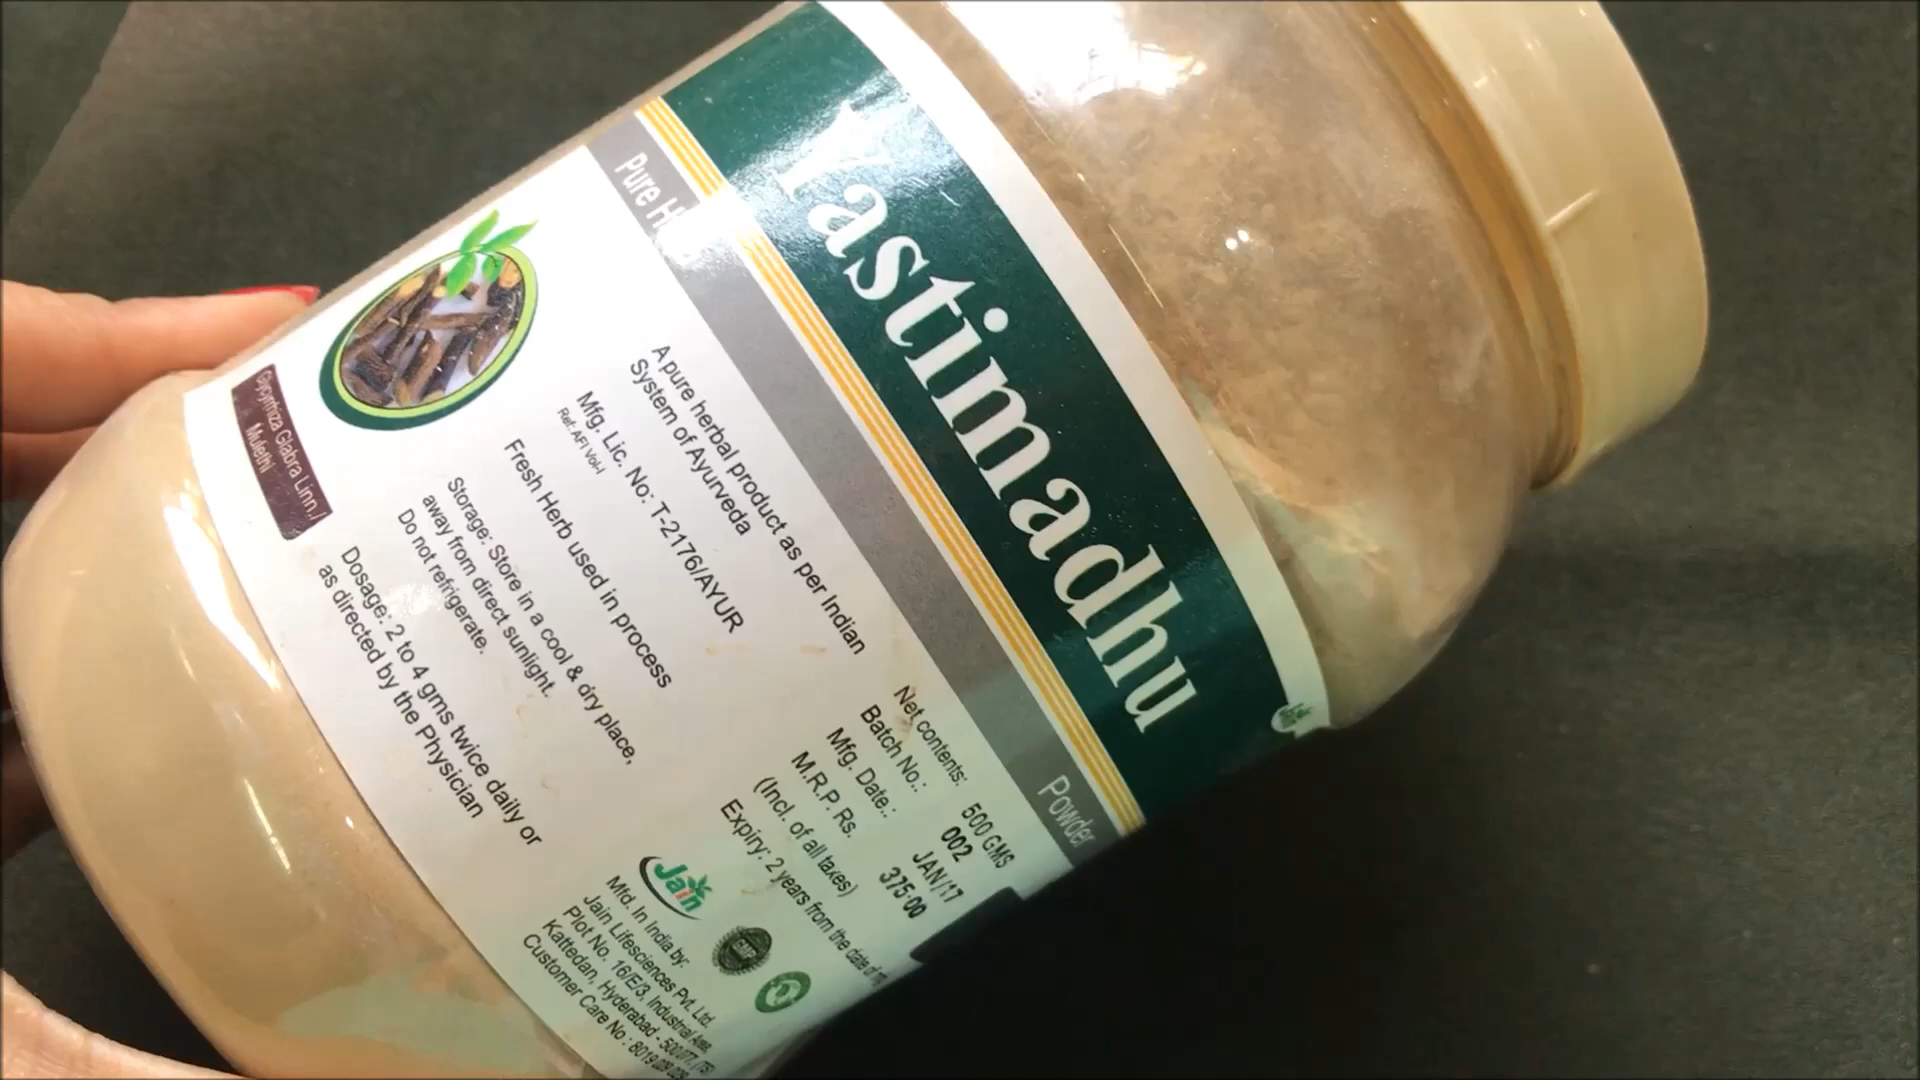 Yastimadhu
Pure
Powder
A pure herbal product as per Indian
System of Ayurveda
Mfg. Lic. No: T-2176/AYUR
Ref: AFI Vol-I
Fresh Herb used in process
Storage: Store in a cool & dry place,
away from direct sunlight.
Do not refrigerate.
Dosage: 2 to 4 gms twice daily or
as directed by the Physician
Glycyrrhiza Glabra Linn./
Mulethi
Net contents: 500 GMS
Batch No.: 002
Mfg. Date.: JAN/17
M.R.P. Rs. 375.00
(Incl. of all taxes)
Expiry: 2 years from the date of
Jain
GMP
Mfd. In India by:
Jain Lifesciences Pvt. Ltd.
Plot No. 16/E/3, Industrial Area,
Kattedan, Hyderabad - 500077, (TS)
Customer Care No : 8019
Jain